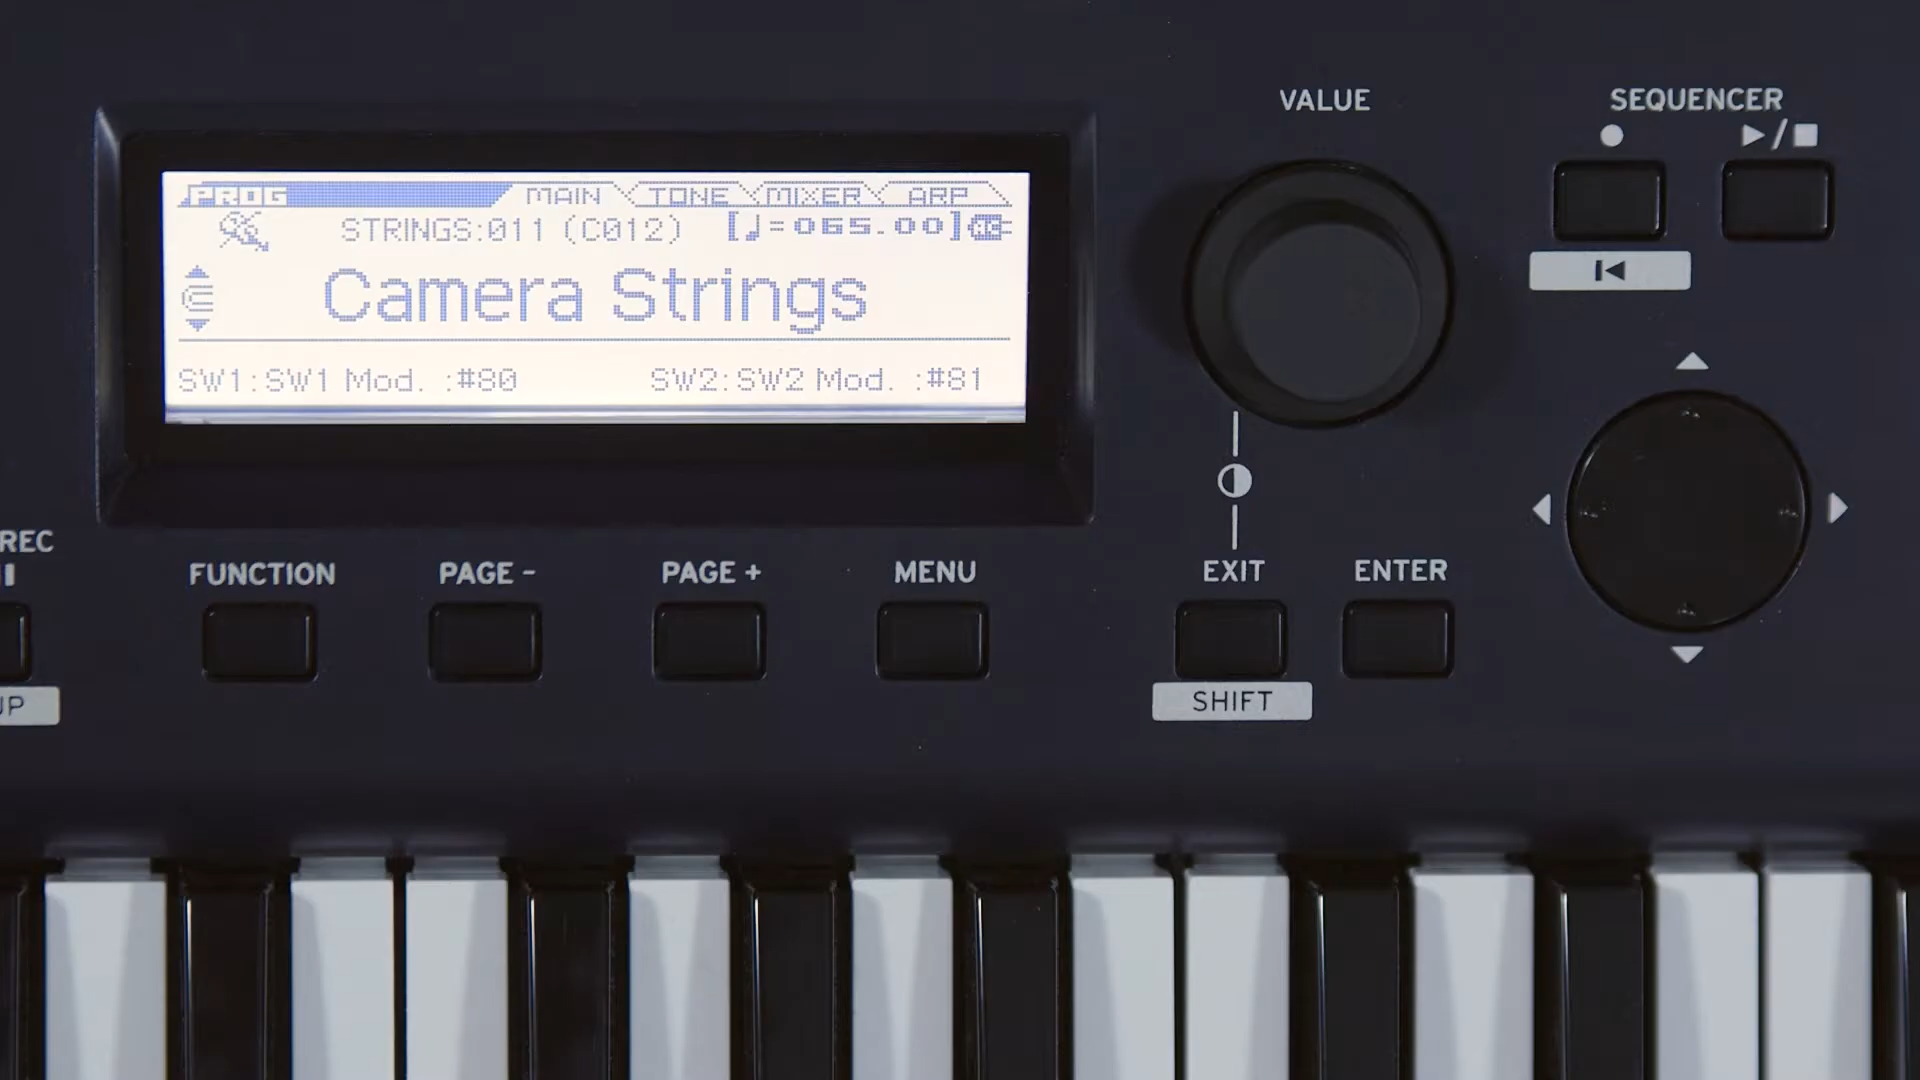 VALUE
SEQUENCER
PROG MAIN TONE MIXER ARP
STRINGS:011 (C012) [♩=065.00]
Camera Strings
SW1:SW1 Mod. :#80 SW2:SW2 Mod. :#81
REC
FUNCTION PAGE - PAGE + MENU EXIT ENTER
UP
SHIFT